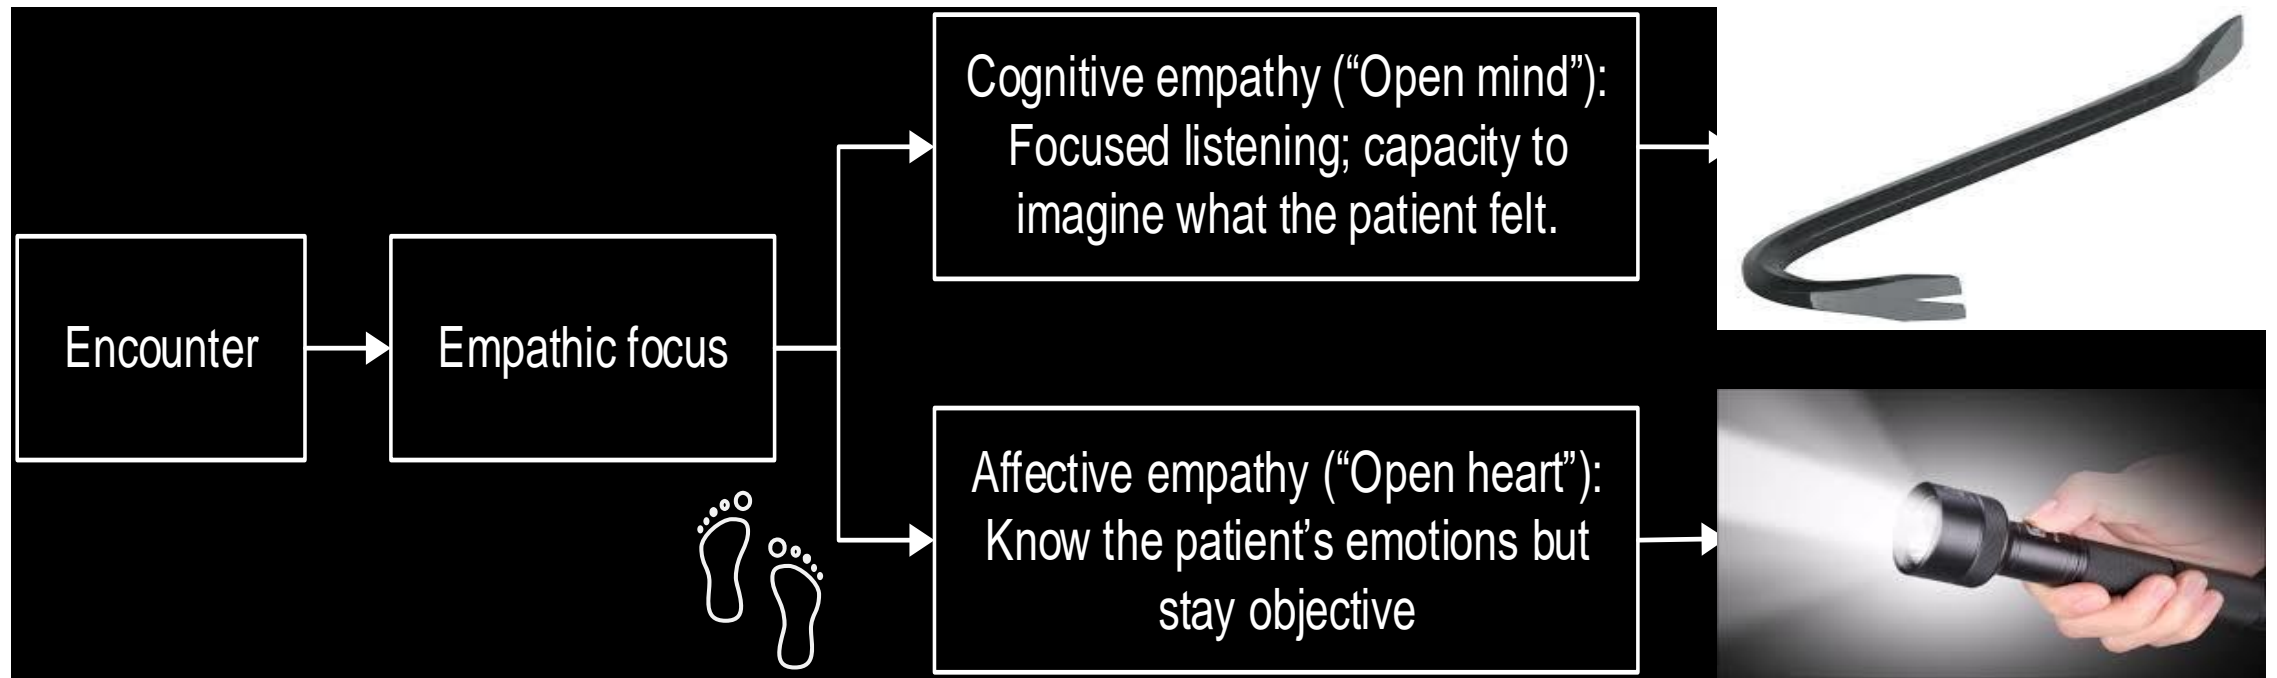 Encounter
Empathic focus
Cognitive empathy (“Open mind”):
Focused listening; capacity to
imagine what the patient felt.
Affective empathy (“Open heart”):
Know the patient’s emotions but
stay objective